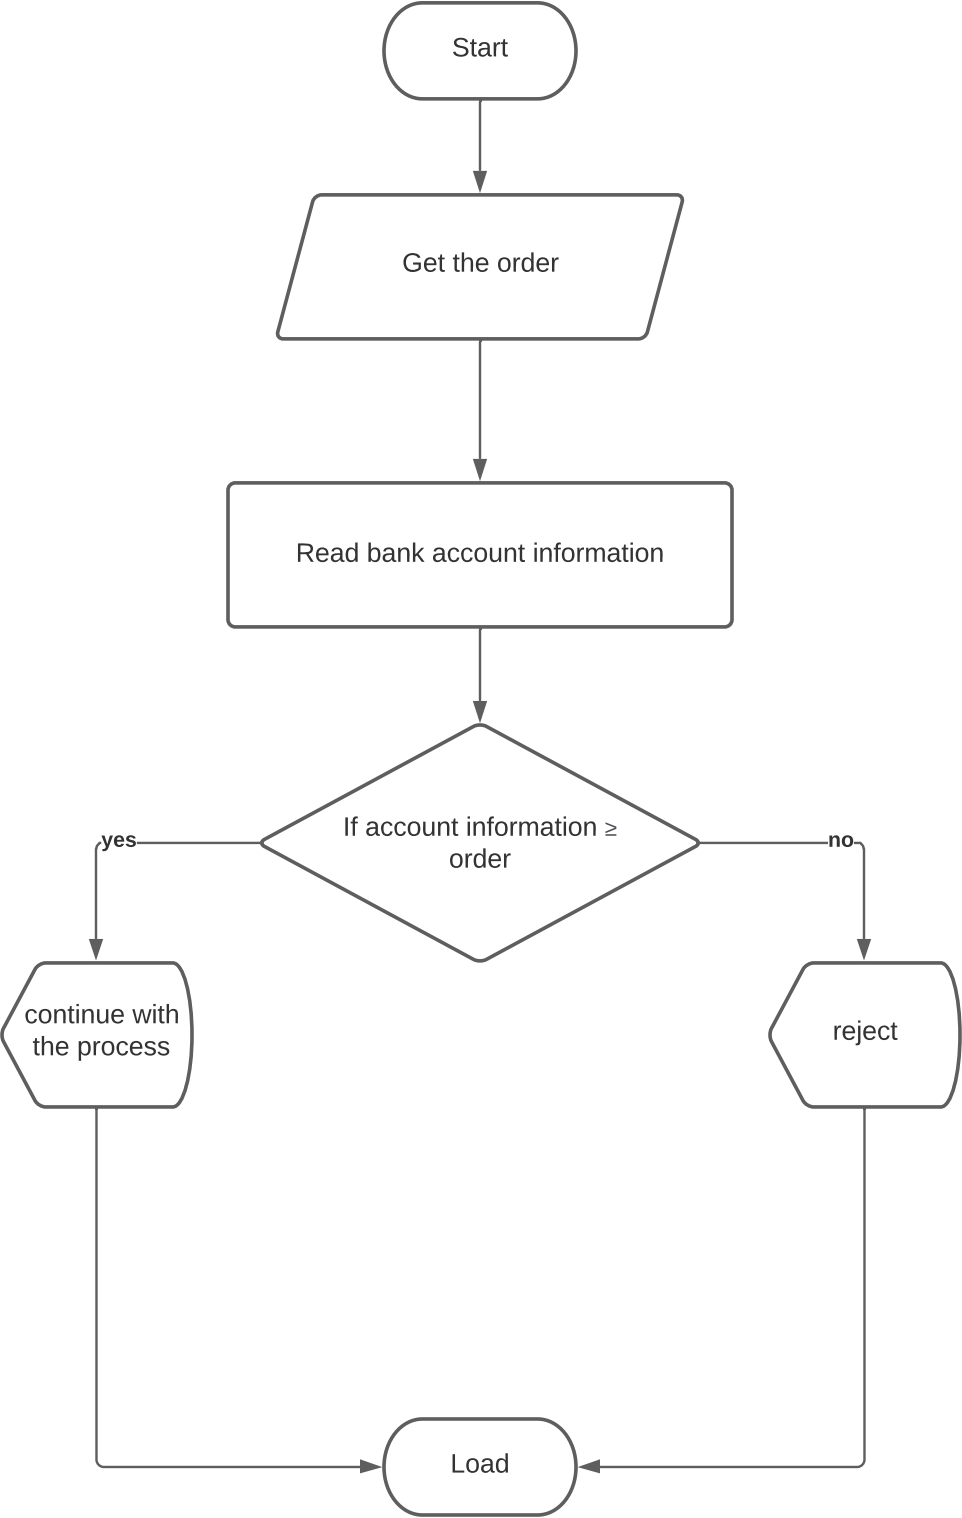 Start
Get the order
Read bank account information
If account information ≥
order
yes
no
continue with
the process
reject
Load